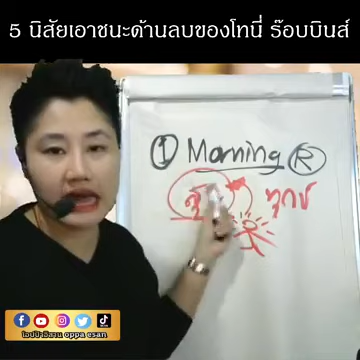 5 นิสัยเอาชนะด้านลบของโทนี่ ร๊อบบินส์
① Morning Ⓡ
ทุกข์
โอปป้าอีสาน oppa esan